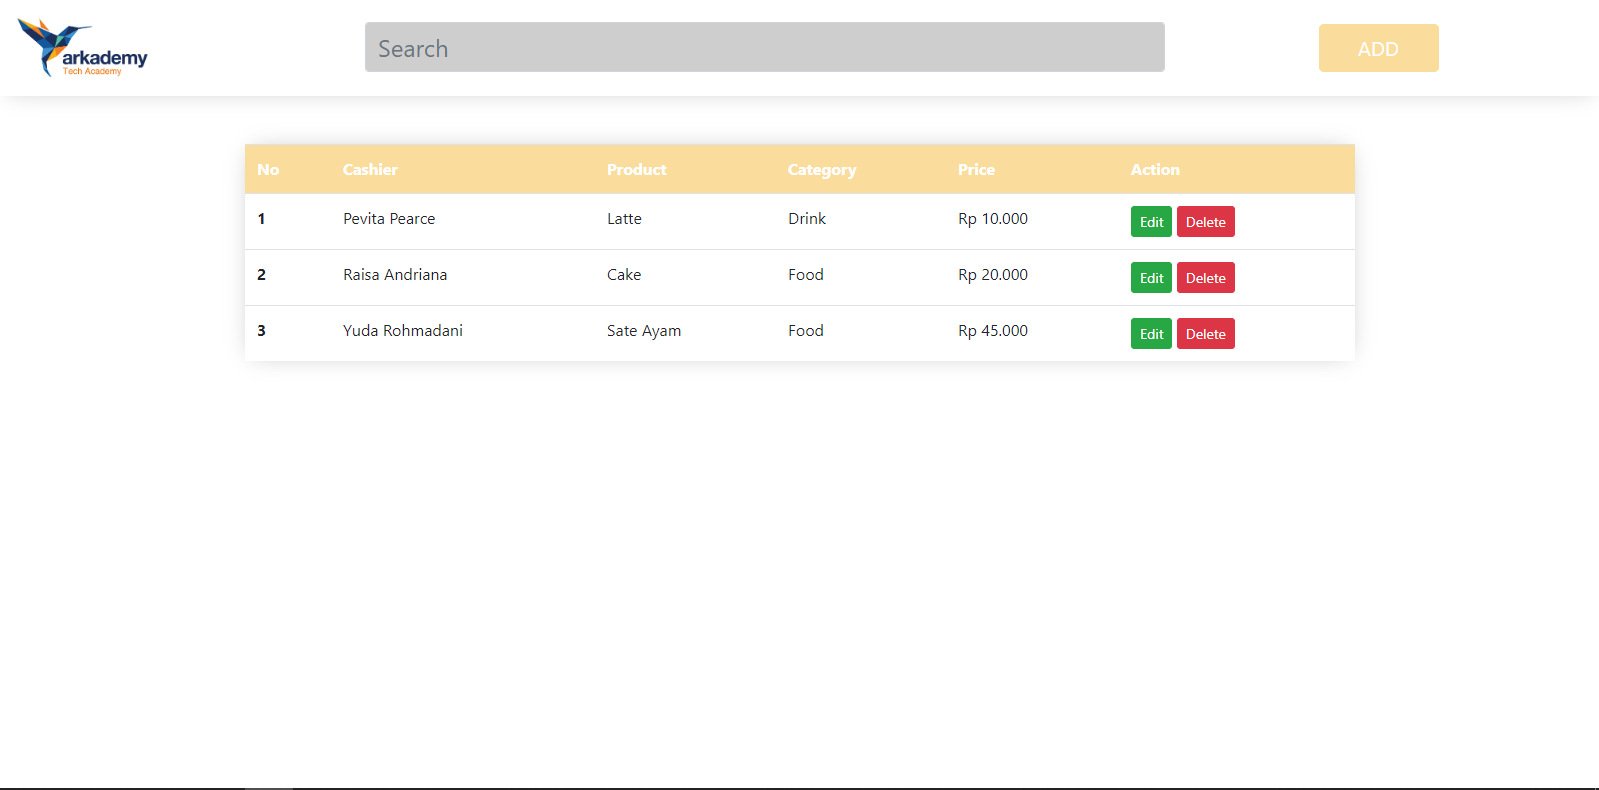 arkademy
Tech Academy
Search
ADD
No Cashier Product Category Price Action
1 Pevita Pearce Latte Drink Rp 10.000 Edit Delete
2 Raisa Andriana Cake Food Rp 20.000 Edit Delete
3 Yuda Rohmadani Sate Ayam Food Rp 45.000 Edit Delete